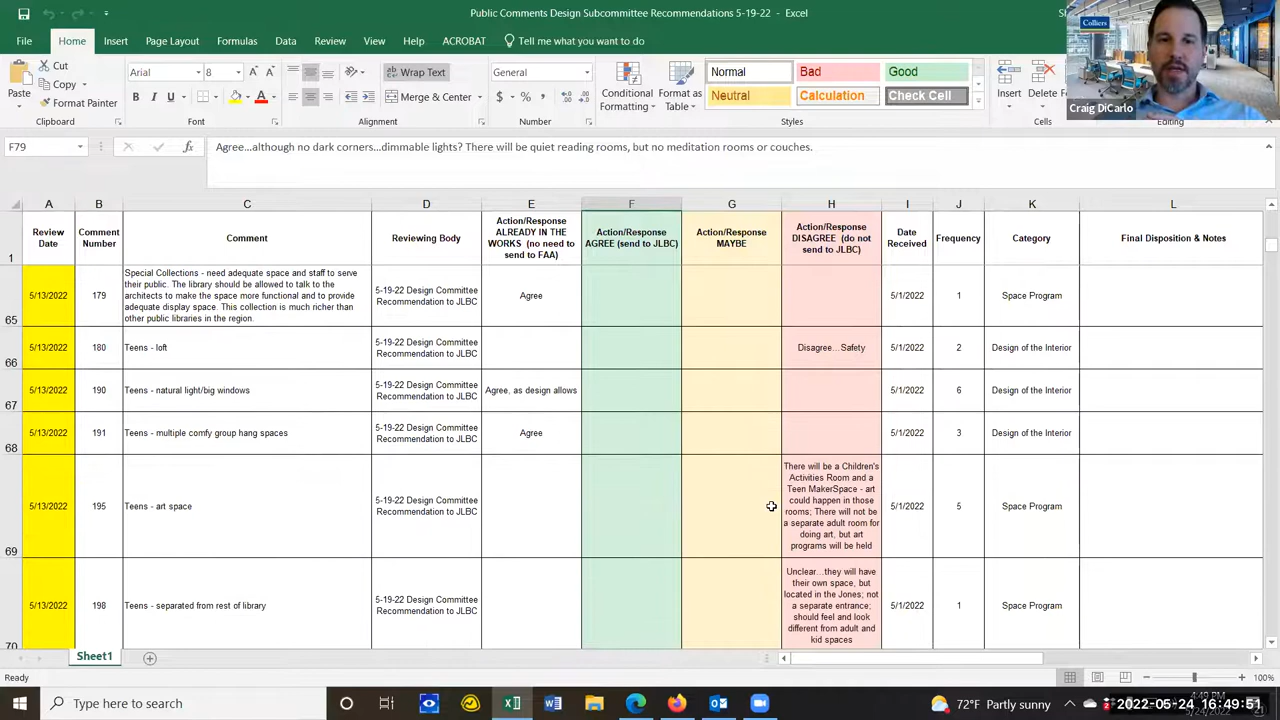 Public Comments Design Subcommittee Recommendations 5-19-22 - Excel
Colliers
File Home Insert Page Layout Formulas Data Review View Help ACROBAT Tell me what you want to do
Cut
Copy
Format Painter
Paste
Clipboard
Arial 8
B I U
Font
Wrap Text
Merge & Center
Alignment
General
$ % ,
Number
Conditional Formatting
Format as Table
Normal Bad Good
Neutral Calculation Check Cell
Styles
Insert Delete
Cells
Editing
Craig DiCarlo
F79
fx
Agree...although no dark corners...dimmable lights? There will be quiet reading rooms, but no meditation rooms or couches.
A B C D E F G H I J K L
1
Review Date
Comment Number
Comment
Reviewing Body
Action/Response ALREADY IN THE WORKS (no need to send to FAA)
Action/Response AGREE (send to JLBC)
Action/Response MAYBE
Action/Response DISAGREE (do not send to JLBC)
Date Received
Frequency
Category
Final Disposition & Notes
65
5/13/2022
179
Special Collections - need adequate space and staff to serve
their public. The library should be allowed to talk to the
architects to make the space more functional and to provide
adequate display space. This collection is much richer than
other public libraries in the region.
5-19-22 Design Committee
Recommendation to JLBC
Agree
5/1/2022
1
Space Program
66
5/13/2022
180
Teens - loft
5-19-22 Design Committee
Recommendation to JLBC
Disagree...Safety
5/1/2022
2
Design of the Interior
67
5/13/2022
190
Teens - natural light/big windows
5-19-22 Design Committee
Recommendation to JLBC
Agree, as design allows
5/1/2022
6
Design of the Interior
68
5/13/2022
191
Teens - multiple comfy group hang spaces
5-19-22 Design Committee
Recommendation to JLBC
Agree
5/1/2022
3
Design of the Interior
69
5/13/2022
195
Teens - art space
5-19-22 Design Committee
Recommendation to JLBC
There will be a Children's
Activities Room and a
Teen MakerSpace - art
could happen in those
rooms; There will not be
a separate adult room for
doing art, but art
programs will be held
5/1/2022
5
Space Program
70
5/13/2022
198
Teens - separated from rest of library
5-19-22 Design Committee
Recommendation to JLBC
Unclear...they will have
their own space, but
located in the Jones; not
a separate entrance;
should feel and look
different from adult and
kid spaces
5/1/2022
1
Space Program
Sheet1
Ready
100%
Type here to search
72°F Partly sunny
4:49 PM
2022-05-24 16:49:51